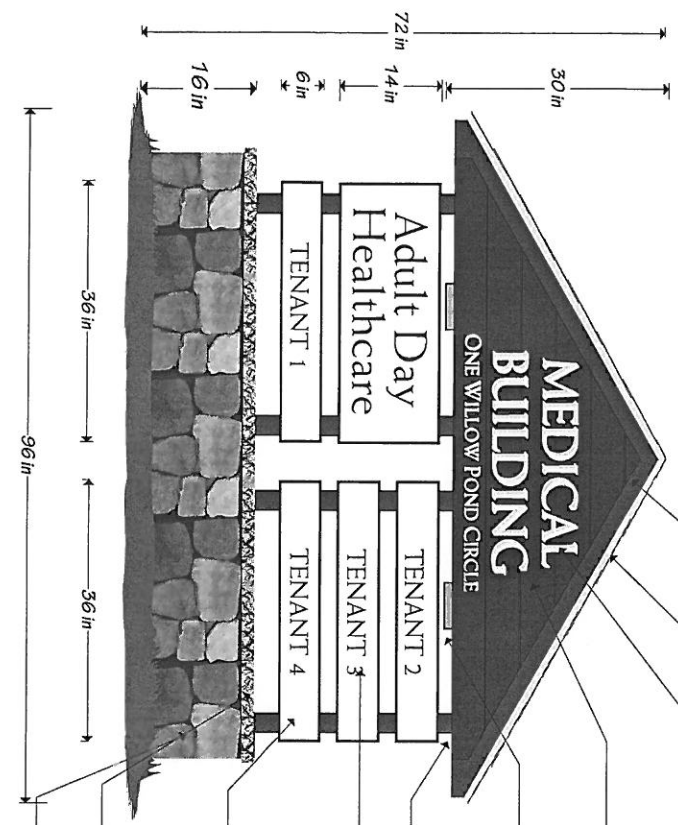 72 in
30 in
14 in
6 in
16 in
MEDICAL
BUILDING
ONE WILLOW POND CIRCLE
Adult Day
Healthcare
TENANT 1
TENANT 2
TENANT 3
TENANT 4
36 in
36 in
96 in